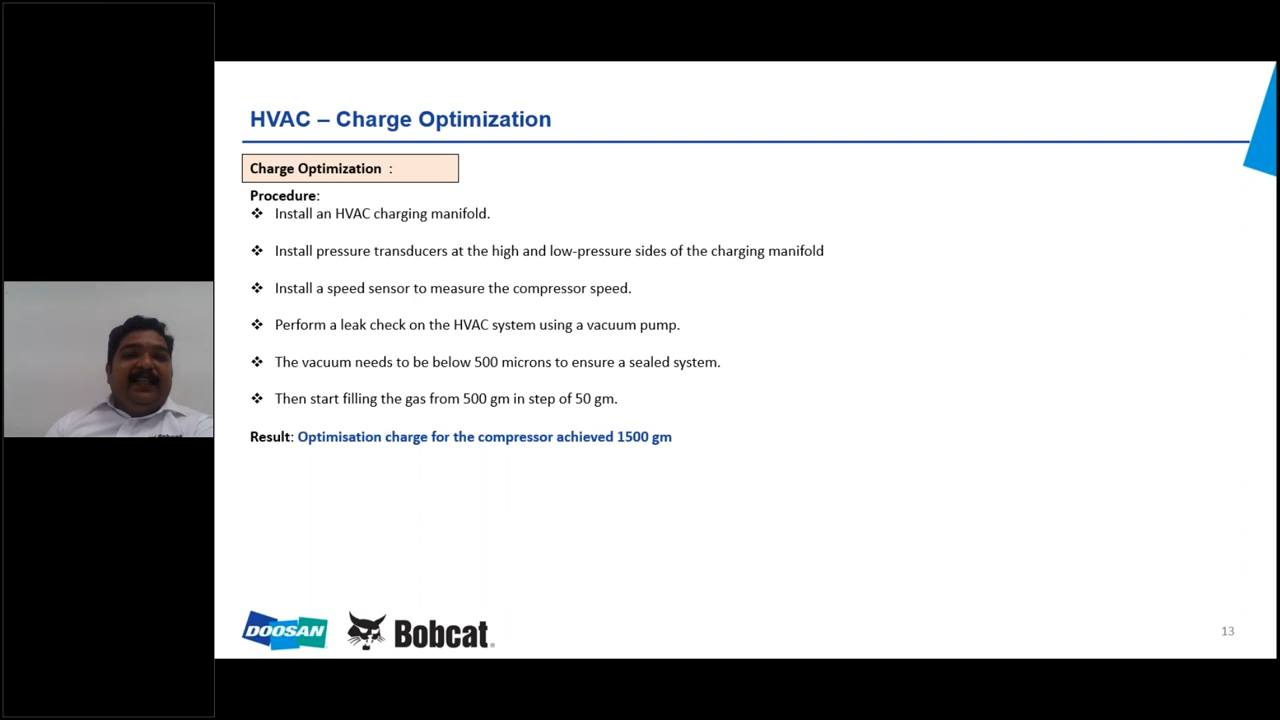 HVAC – Charge Optimization
Charge Optimization :
Procedure:
❖ Install an HVAC charging manifold.
❖ Install pressure transducers at the high and low-pressure sides of the charging manifold
❖ Install a speed sensor to measure the compressor speed.
❖ Perform a leak check on the HVAC system using a vacuum pump.
❖ The vacuum needs to be below 500 microns to ensure a sealed system.
❖ Then start filling the gas from 500 gm in step of 50 gm.
Result: Optimisation charge for the compressor achieved 1500 gm
DOOSAN Bobcat®
13
Bobcat